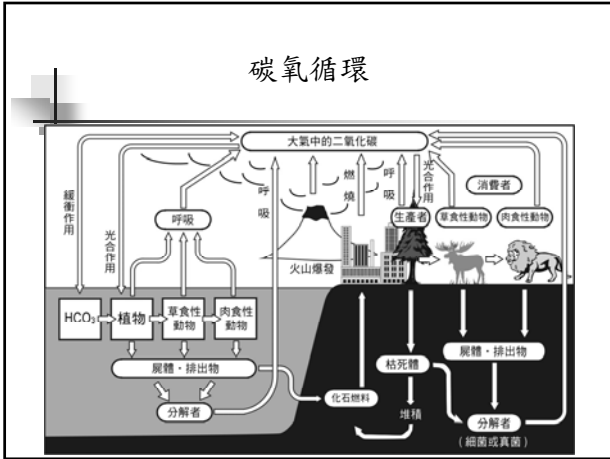 碳氧循環
大氣中的二氧化碳
緩衝作用
光合作用
呼吸
呼吸
燃燒
呼吸
光合作用
消費者
生產者
草食性動物
肉食性動物
火山爆發
HCO₃
植物
草食性
動物
肉食性
動物
屍體・排出物
分解者
化石燃料
枯死體
堆積
屍體・排出物
分解者
(細菌或真菌)